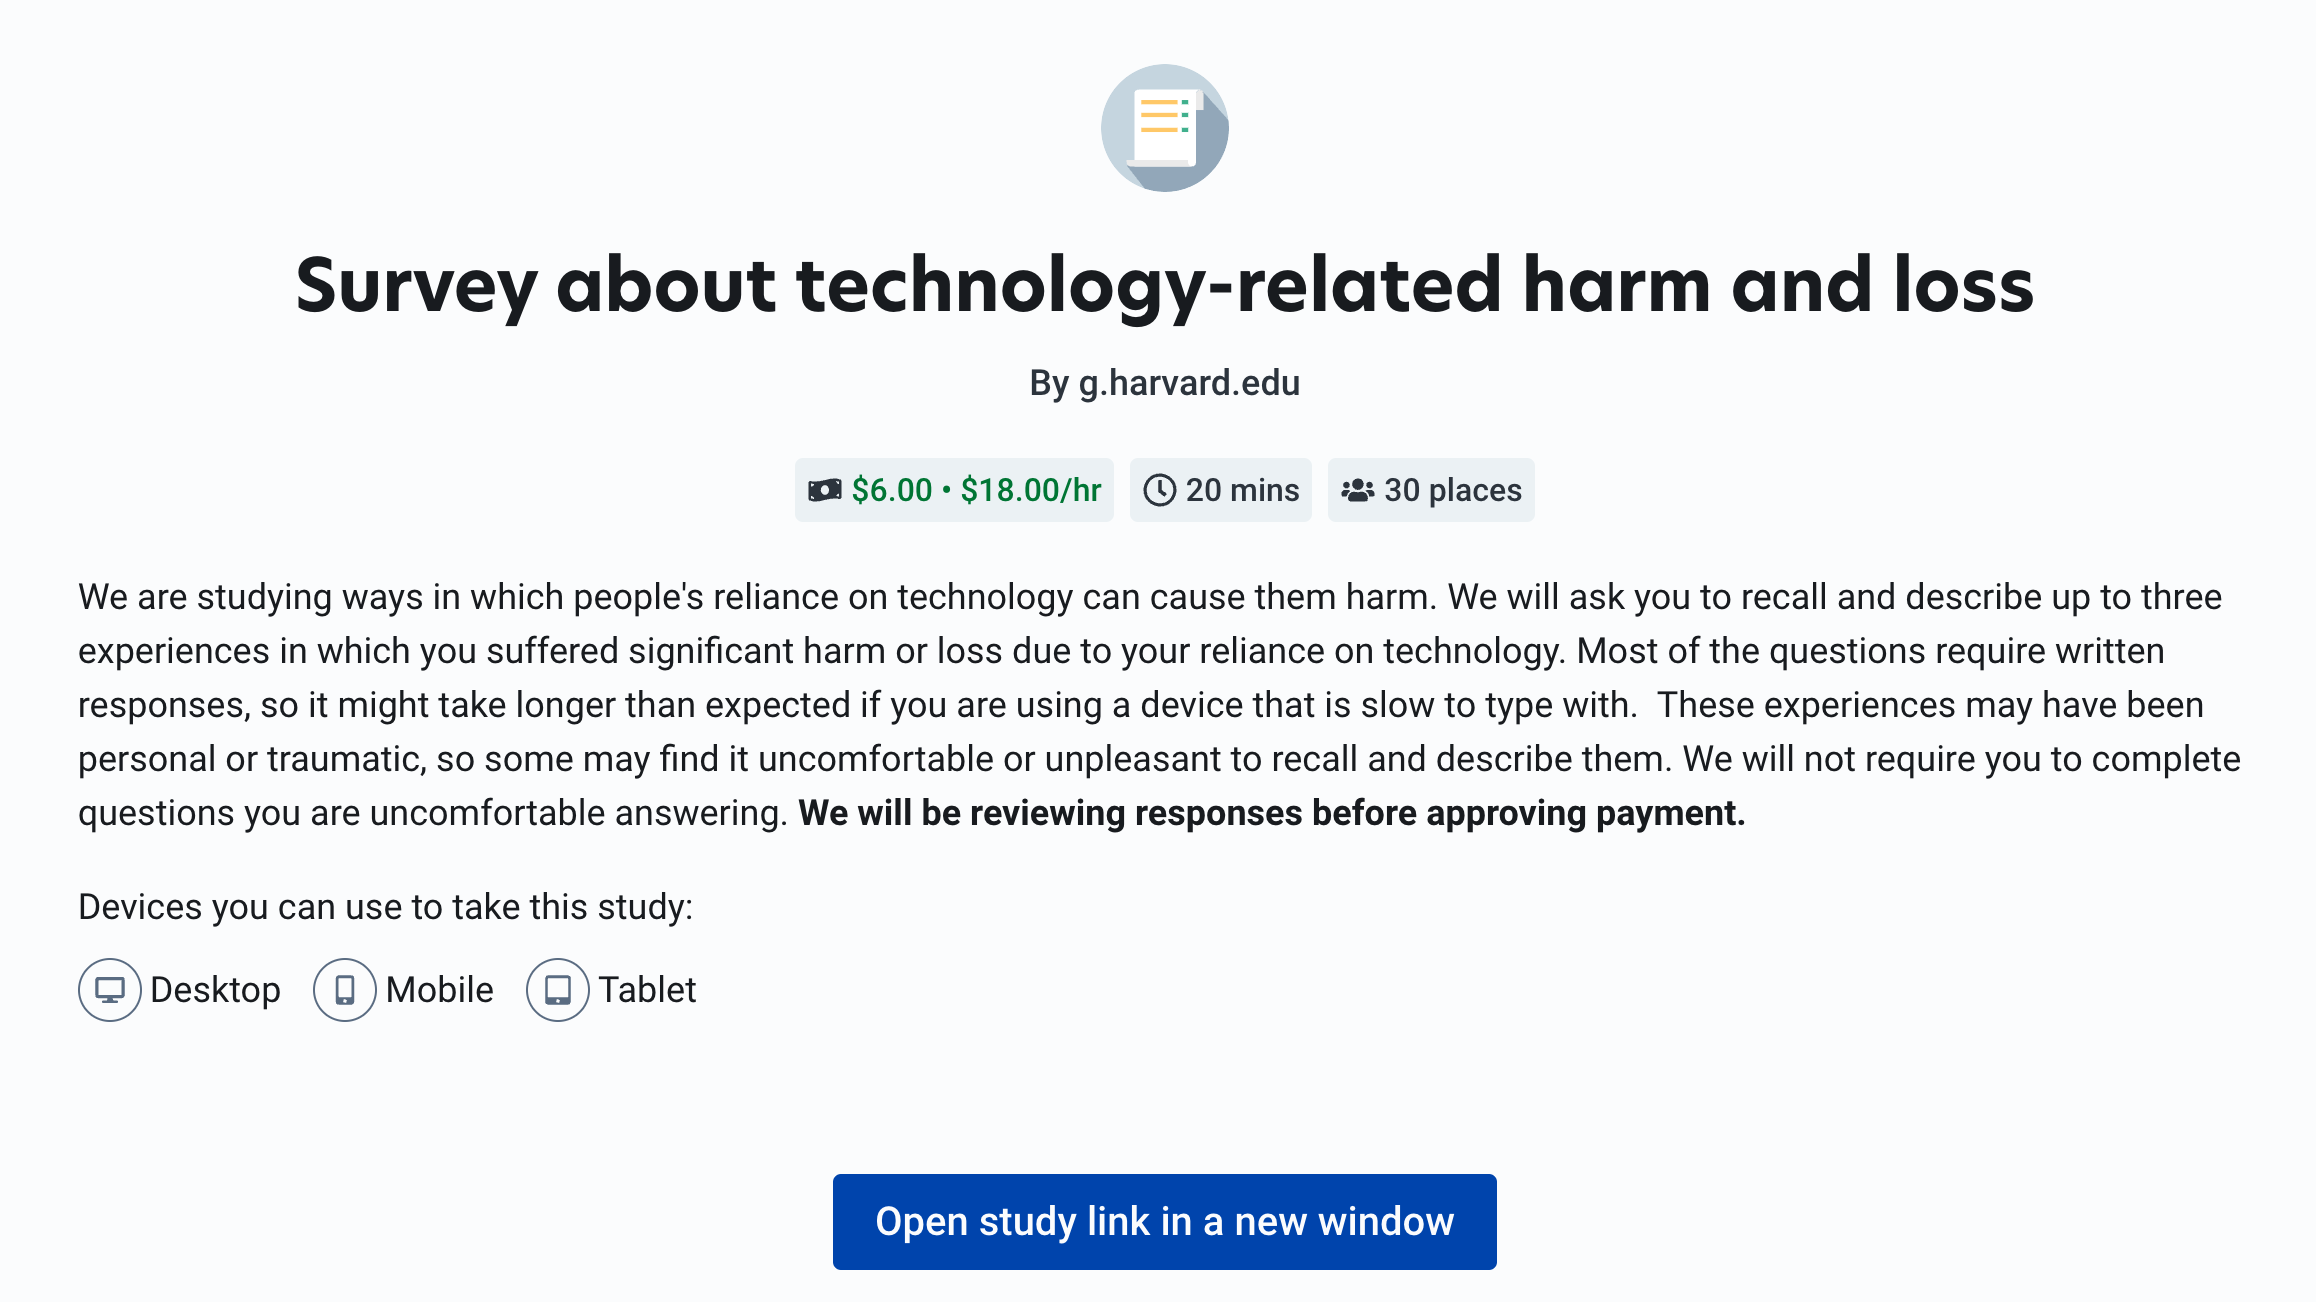 Survey about technology-related harm and loss
By g.harvard.edu
$6.00 • $18.00/hr
20 mins
30 places
We are studying ways in which people's reliance on technology can cause them harm. We will ask you to recall and describe up to three
experiences in which you suffered significant harm or loss due to your reliance on technology. Most of the questions require written
responses, so it might take longer than expected if you are using a device that is slow to type with.  These experiences may have been
personal or traumatic, so some may find it uncomfortable or unpleasant to recall and describe them. We will not require you to complete
questions you are uncomfortable answering. We will be reviewing responses before approving payment.
Devices you can use to take this study:
Desktop Mobile Tablet
Open study link in a new window